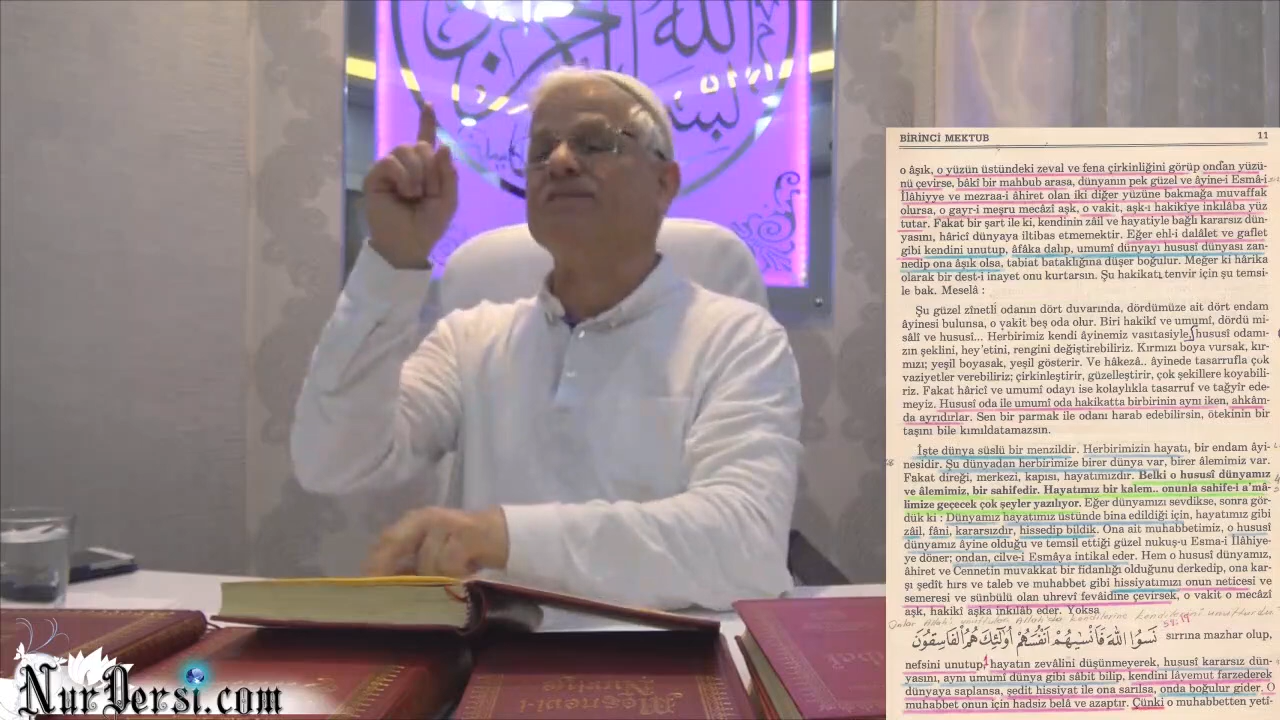 BİRİNCİ MEKTUB 11
o âşık, o yüzün üstündeki zeval ve fena çirkinliğini görüp ondan yüzü-
nü çevirse, bâki bir mahbub arasa, dünyanın pek güzel ve âyine-i Esmâ-i
İlâhiyye ve mezraa-i âhiret olan iki diğer yüzüne bakmağa muvaffak
olursa, o gayr-i meşru mecâzî aşk, o vakit, aşk-ı hakikîye inkılâba yüz
tutar. Fakat bir şart ile ki, kendinin zâil ve hayatiyle bağlı kararsız dün-
yasını, hâricî dünyaya iltibas etmemektir. Eğer ehl-i dalâlet ve gaflet
gibi kendini unutup, âfâka dalıp, umumî dünyayı hususî dünyası zan-
nedip ona âşık olsa, tabiat bataklığına düşer boğulur. Meğer ki hârika
olarak bir dest-i inayet onu kurtarsın. Şu hakikatı tenvir için şu temsi-
le bak. Meselâ :
Şu güzel zînetli odanın dört duvarında, dördümüze ait dört endam
âyinesi bulunsa, o vakit beş oda olur. Biri hakikî ve umumî, dördü mi-
sâlî ve hususî... Herbirimiz kendi âyinemiz vasıtasiyle hususî odamı-
zın şeklini, hey'etini, rengini değiştirebiliriz. Kırmızı boya vursak, kır-
mızı; yeşil boyasak, yeşil gösterir. Ve hâkezâ.. âyinede tasarrufla çok
vaziyetler verebiliriz; çirkinleştirir, güzelleştirir, çok şekillere koyabili-
riz. Fakat hâricî ve umumî odayı ise kolaylıkla tasarruf ve tağyîr ede-
meyiz. Hususî oda ile umumî oda hakikatta birbirinin aynı iken, ahkâm-
da ayrıdırlar. Sen bir parmak ile odanı harab edebilirsin, ötekinin bir
taşını bile kımıldatamazsın.
İşte dünya süslü bir menzildir. Herbirimizin hayatı, bir endam âyi-
nesidir. Şu dünyadan herbirimize birer dünya var, birer âlemimiz var.
Fakat direği, merkezi, kapısı, hayatımızdır. Belki o hususî dünyamız
ve âlemimiz, bir sahifedir. Hayatımız bir kalem.. onunla sahife-i a'mâ-
limize geçecek çok şeyler yazılıyor. Eğer dünyamızı sevdikse, sonra gör-
dük ki : Dünyamız hayatımız üstünde bina edildiği için, hayatımız gibi
zâil, fâni, kararsızdır, hissedip bildik. Ona ait muhabbetimiz, o hususî
dünyamız âyine olduğu ve temsil ettiği güzel nukuş-u Esma-i İlâhiye-
ye döner; ondan, cilve-i Esmâya intikal eder. Hem o hususî dünyamız,
âhiret ve Cennetin muvakkat bir fidanlığı olduğunu derkedip, ona kar-
şı şedît hırs ve taleb ve muhabbet gibi hissiyatımızı onun neticesi ve
semeresi ve sünbülü olan uhrevî fevâidine çevirsek, o vakit o mecâzî
aşk, hakikî aşka inkılâb eder. Yoksa
59:19
نَسُوا اللّٰهَ فَاَنْسٰيهُمْ اَنْفُسَهُمْ اُولٰٓئِكَ هُمُ الْفَاسِقُونَ sırrına mazhar olup,
nefsini unutup, hayatın zevâlini düşünmeyerek, hususî kararsız dün-
yasını, aynı umumî dünya gibi sâbit bilip, kendini lâyemut farzederek
dünyaya saplansa, şedit hissiyat ile ona sarılsa, onda boğulur gider. O
muhabbet onun için hadsiz belâ ve azaptır. Çünki o muhabbetten yetî-
NurDersi.com